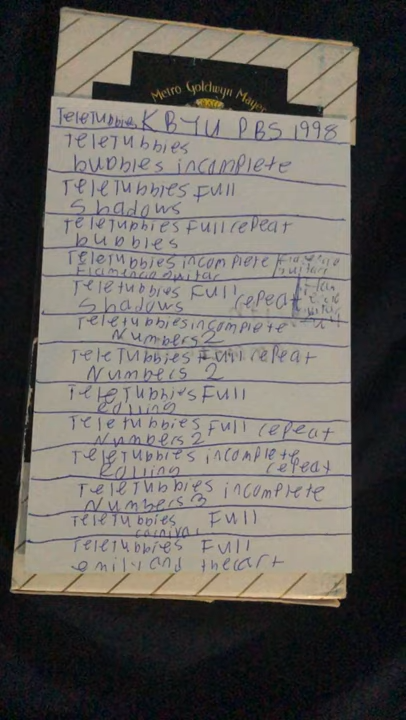 Metro Goldwyn Mayer
Teletubbies KBYU PBS 1998
Teletubbies
bubbles incomplete
Teletubbies Full
Shadows
Teletubbies Full repeat
bubbles
Teletubbies incomplete
Flamenco Guitar
Teletubbies Full
Shadows repeat
Teletubbies incomplete
Numbers 2
Teletubbies Full repeat
Numbers 2
Teletubbies Full
Rolling
Teletubbies Full repeat
Numbers 2
Teletubbies incomplete
Rolling repeat
Teletubbies incomplete
Numbers 3
Teletubbies Full
carnival
Teletubbies Full
emily and the cart